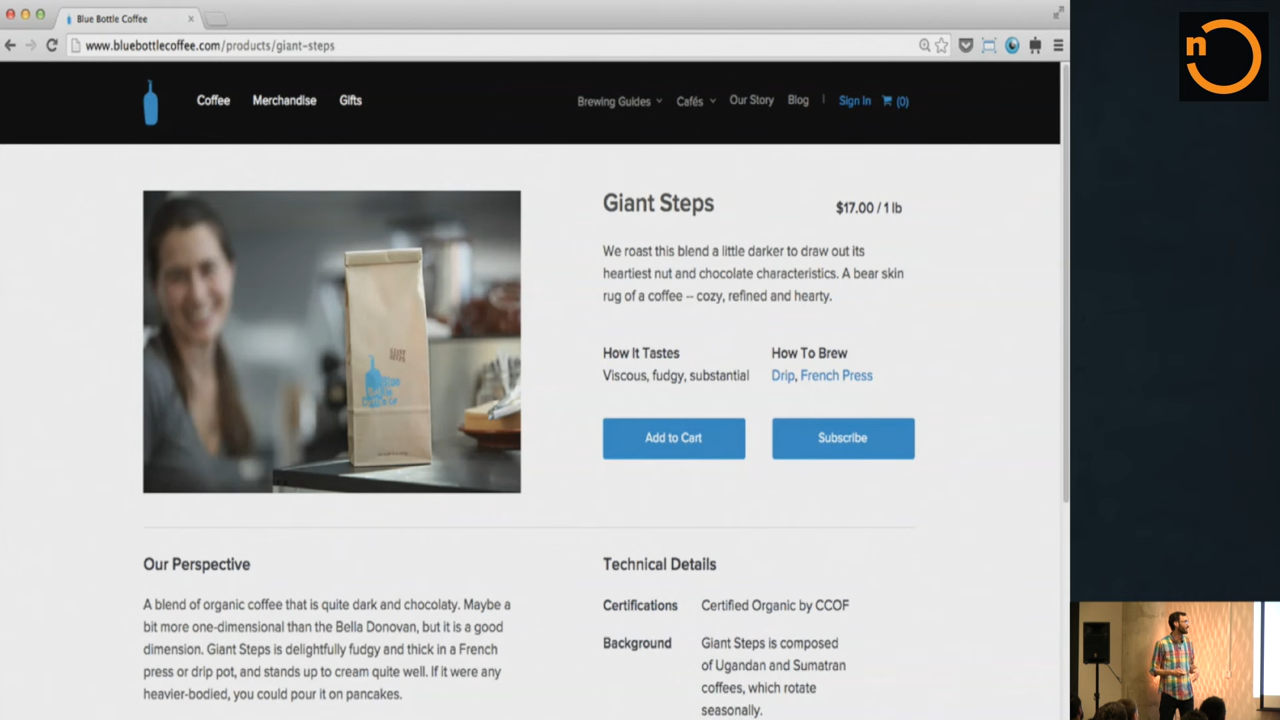 Blue Bottle Coffee
www.bluebottlecoffee.com/products/giant-steps
n
Coffee Merchandise Gifts
Brewing Guides Cafés Our Story Blog | Sign In (0)
Giant Steps
$17.00 / 1 lb
We roast this blend a little darker to draw out its
heartiest nut and chocolate characteristics. A bear skin
rug of a coffee -- cozy, refined and hearty.
How It Tastes
Viscous, fudgy, substantial
How To Brew
Drip, French Press
Add to Cart
Subscribe
Our Perspective
A blend of organic coffee that is quite dark and chocolaty. Maybe a
bit more one-dimensional than the Bella Donovan, but it is a good
dimension. Giant Steps is delightfully fudgy and thick in a French
press or drip pot, and stands up to cream quite well. If it were any
heavier-bodied, you could pour it on pancakes.
Technical Details
Certifications Certified Organic by CCOF
Background Giant Steps is composed
of Ugandan and Sumatran
coffees, which rotate
seasonally.